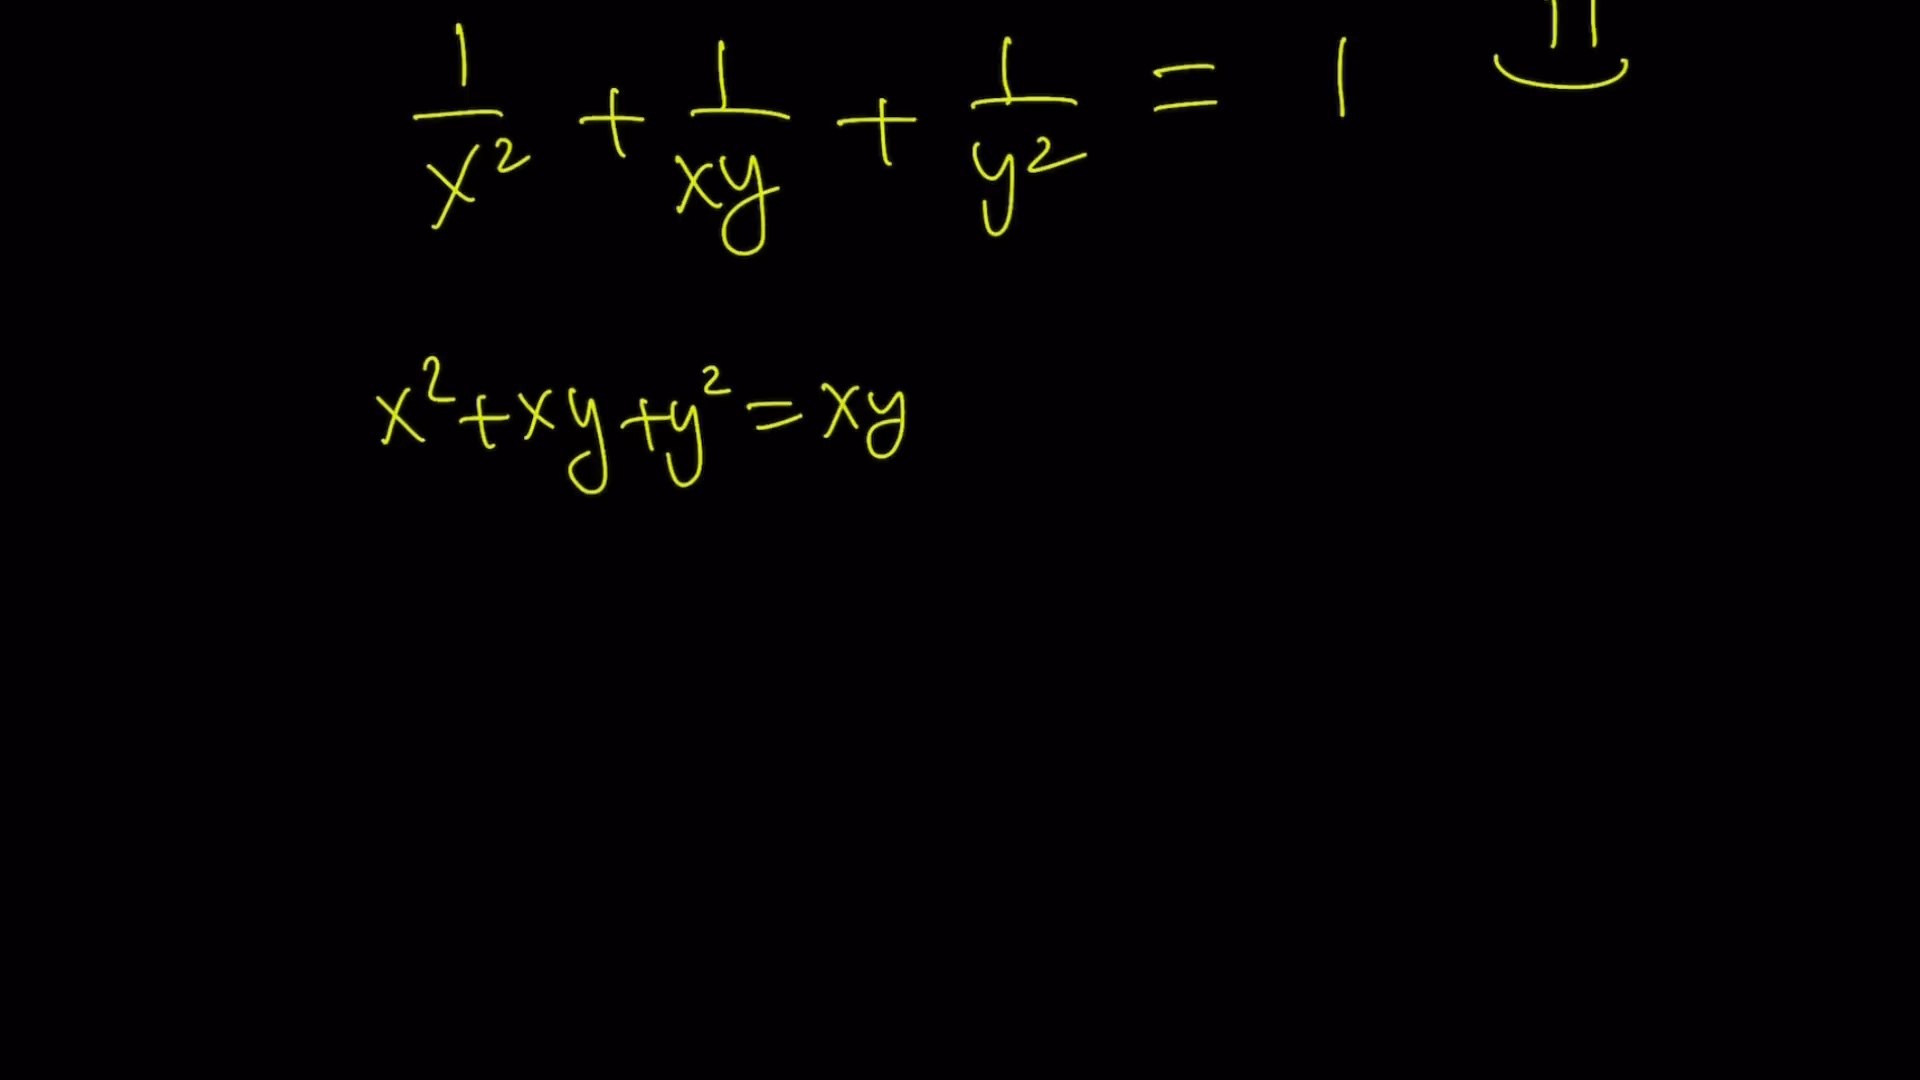 1/x² + 1/xy + 1/y² = 1
x²+xy+y²=xy